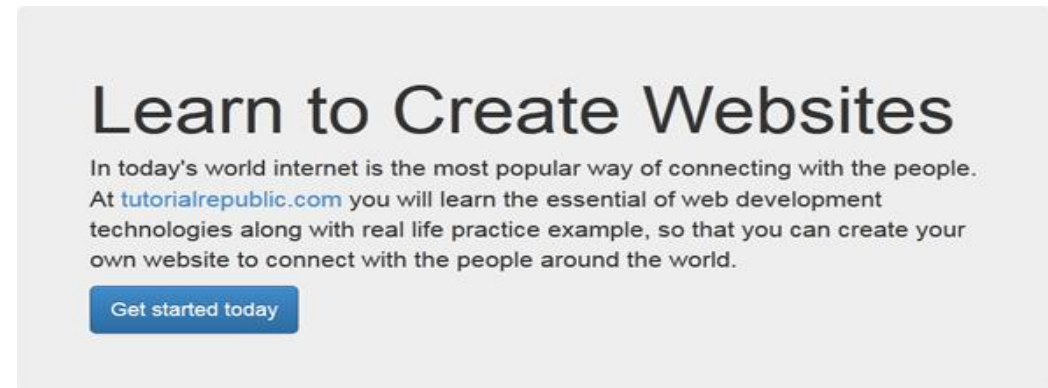 Learn to Create Websites
In today's world internet is the most popular way of connecting with the people.
At tutorialrepublic.com you will learn the essential of web development
technologies along with real life practice example, so that you can create your
own website to connect with the people around the world.
Get started today